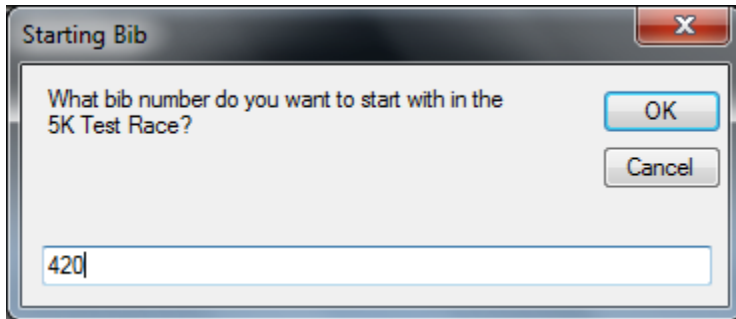 Starting Bib
What bib number do you want to start with in the
5K Test Race?
OK
Cancel
420